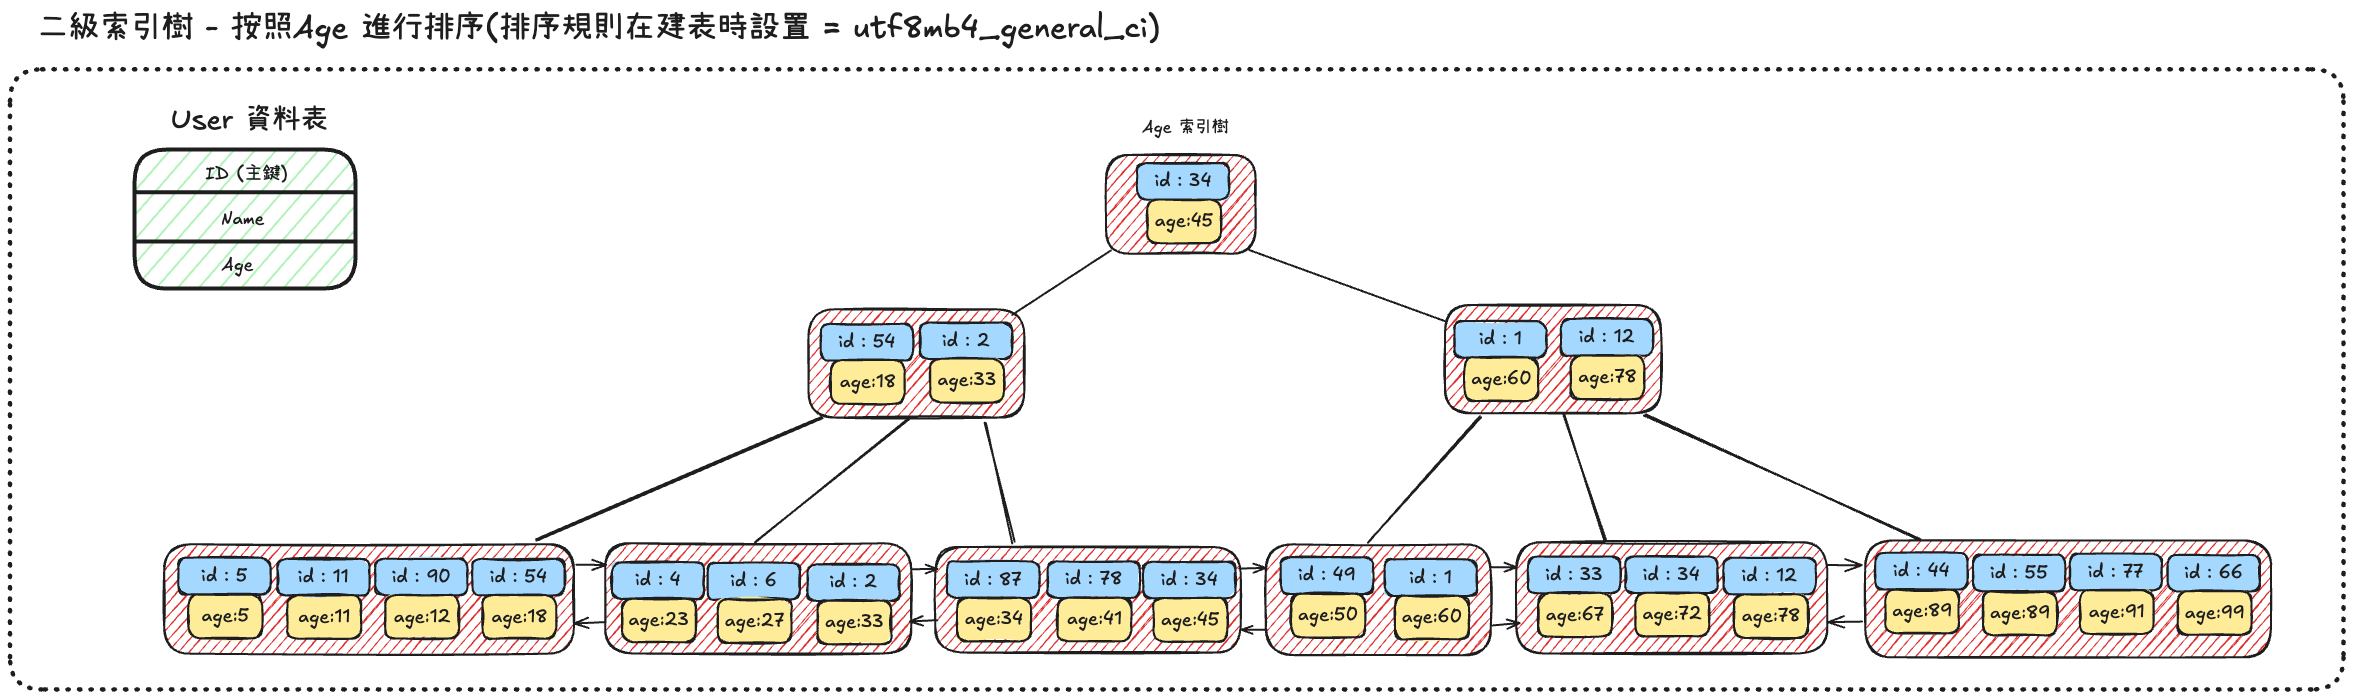 二級索引樹 - 按照Age 進行排序(排序規則在建表時設置 = utf8mb4_general_ci)
User 資料表
ID (主鍵)
Name
Age
Age 索引樹
id : 34
age:45
id : 54 id : 2
age:18 age:33
id : 1 id : 12
age:60 age:78
id : 5 id : 11 id : 90 id : 54
age:5 age:11 age:12 age:18
id : 4 id : 6 id : 2
age:23 age:27 age:33
id : 87 id : 78 id : 34
age:34 age:41 age:45
id : 49 id : 1
age:50 age:60
id : 33 id : 34 id : 12
age:67 age:72 age:78
id : 44 id : 55 id : 77 id : 66
age:89 age:89 age:91 age:99